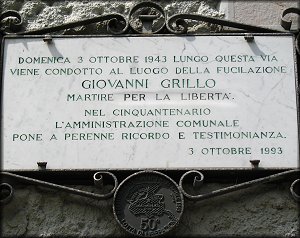 DOMENICA 3 OTTOBRE 1943 LUNGO QUESTA VIA
VIENE CONDOTTO AL LUOGO DELLA FUCILAZIONE
GIOVANNI GRILLO
MARTIRE PER LA LIBERTA'.
NEL CINQUANTENARIO
L'AMMINISTRAZIONE COMUNALE
PONE A PERENNE RICORDO E TESTIMONIANZA.
3 OTTOBRE 1993
50°